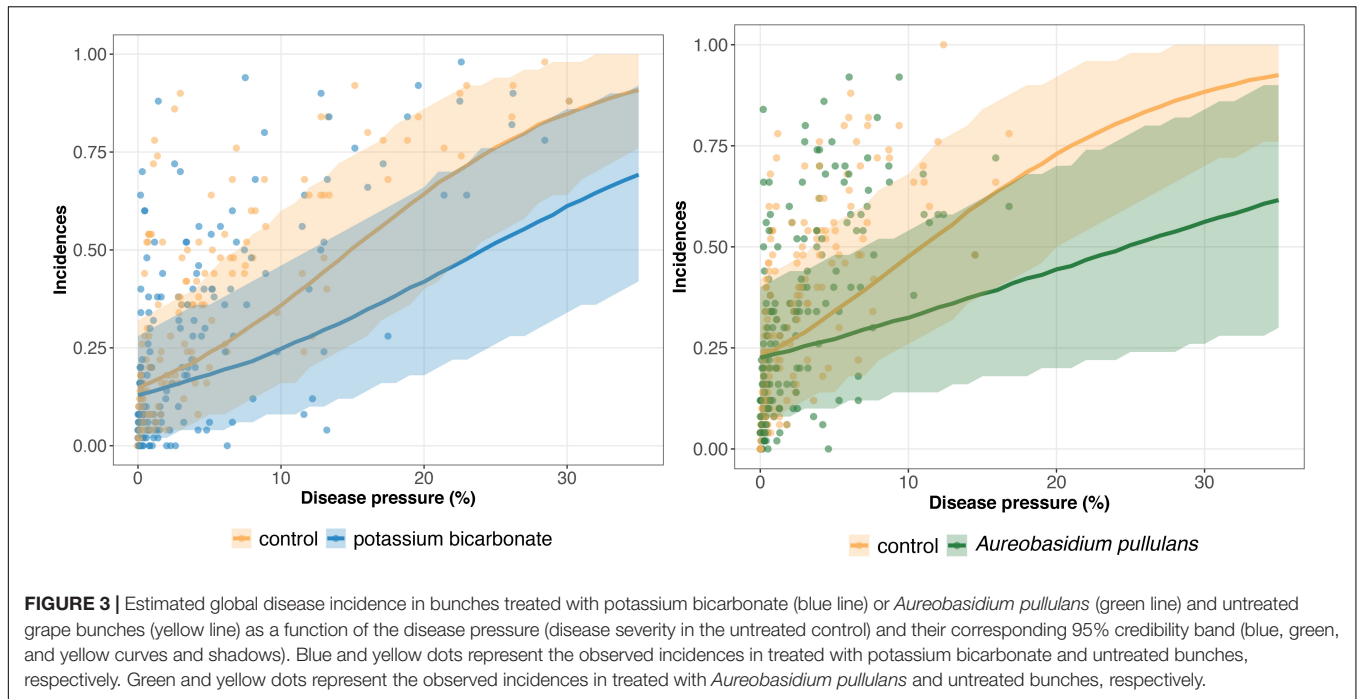 1.00
0.75
0.50
0.25
0.00
Incidences
0
10
20
30
Disease pressure (%)
control
potassium bicarbonate
1.00
0.75
0.50
0.25
0.00
Incidences
0
10
20
30
Disease pressure (%)
control
Aureobasidium pullulans
FIGURE 3 | Estimated global disease incidence in bunches treated with potassium bicarbonate (blue line) or Aureobasidium pullulans (green line) and untreated
grape bunches (yellow line) as a function of the disease pressure (disease severity in the untreated control) and their corresponding 95% credibility band (blue, green,
and yellow curves and shadows). Blue and yellow dots represent the observed incidences in treated with potassium bicarbonate and untreated bunches,
respectively. Green and yellow dots represent the observed incidences in treated with Aureobasidium pullulans and untreated bunches, respectively.